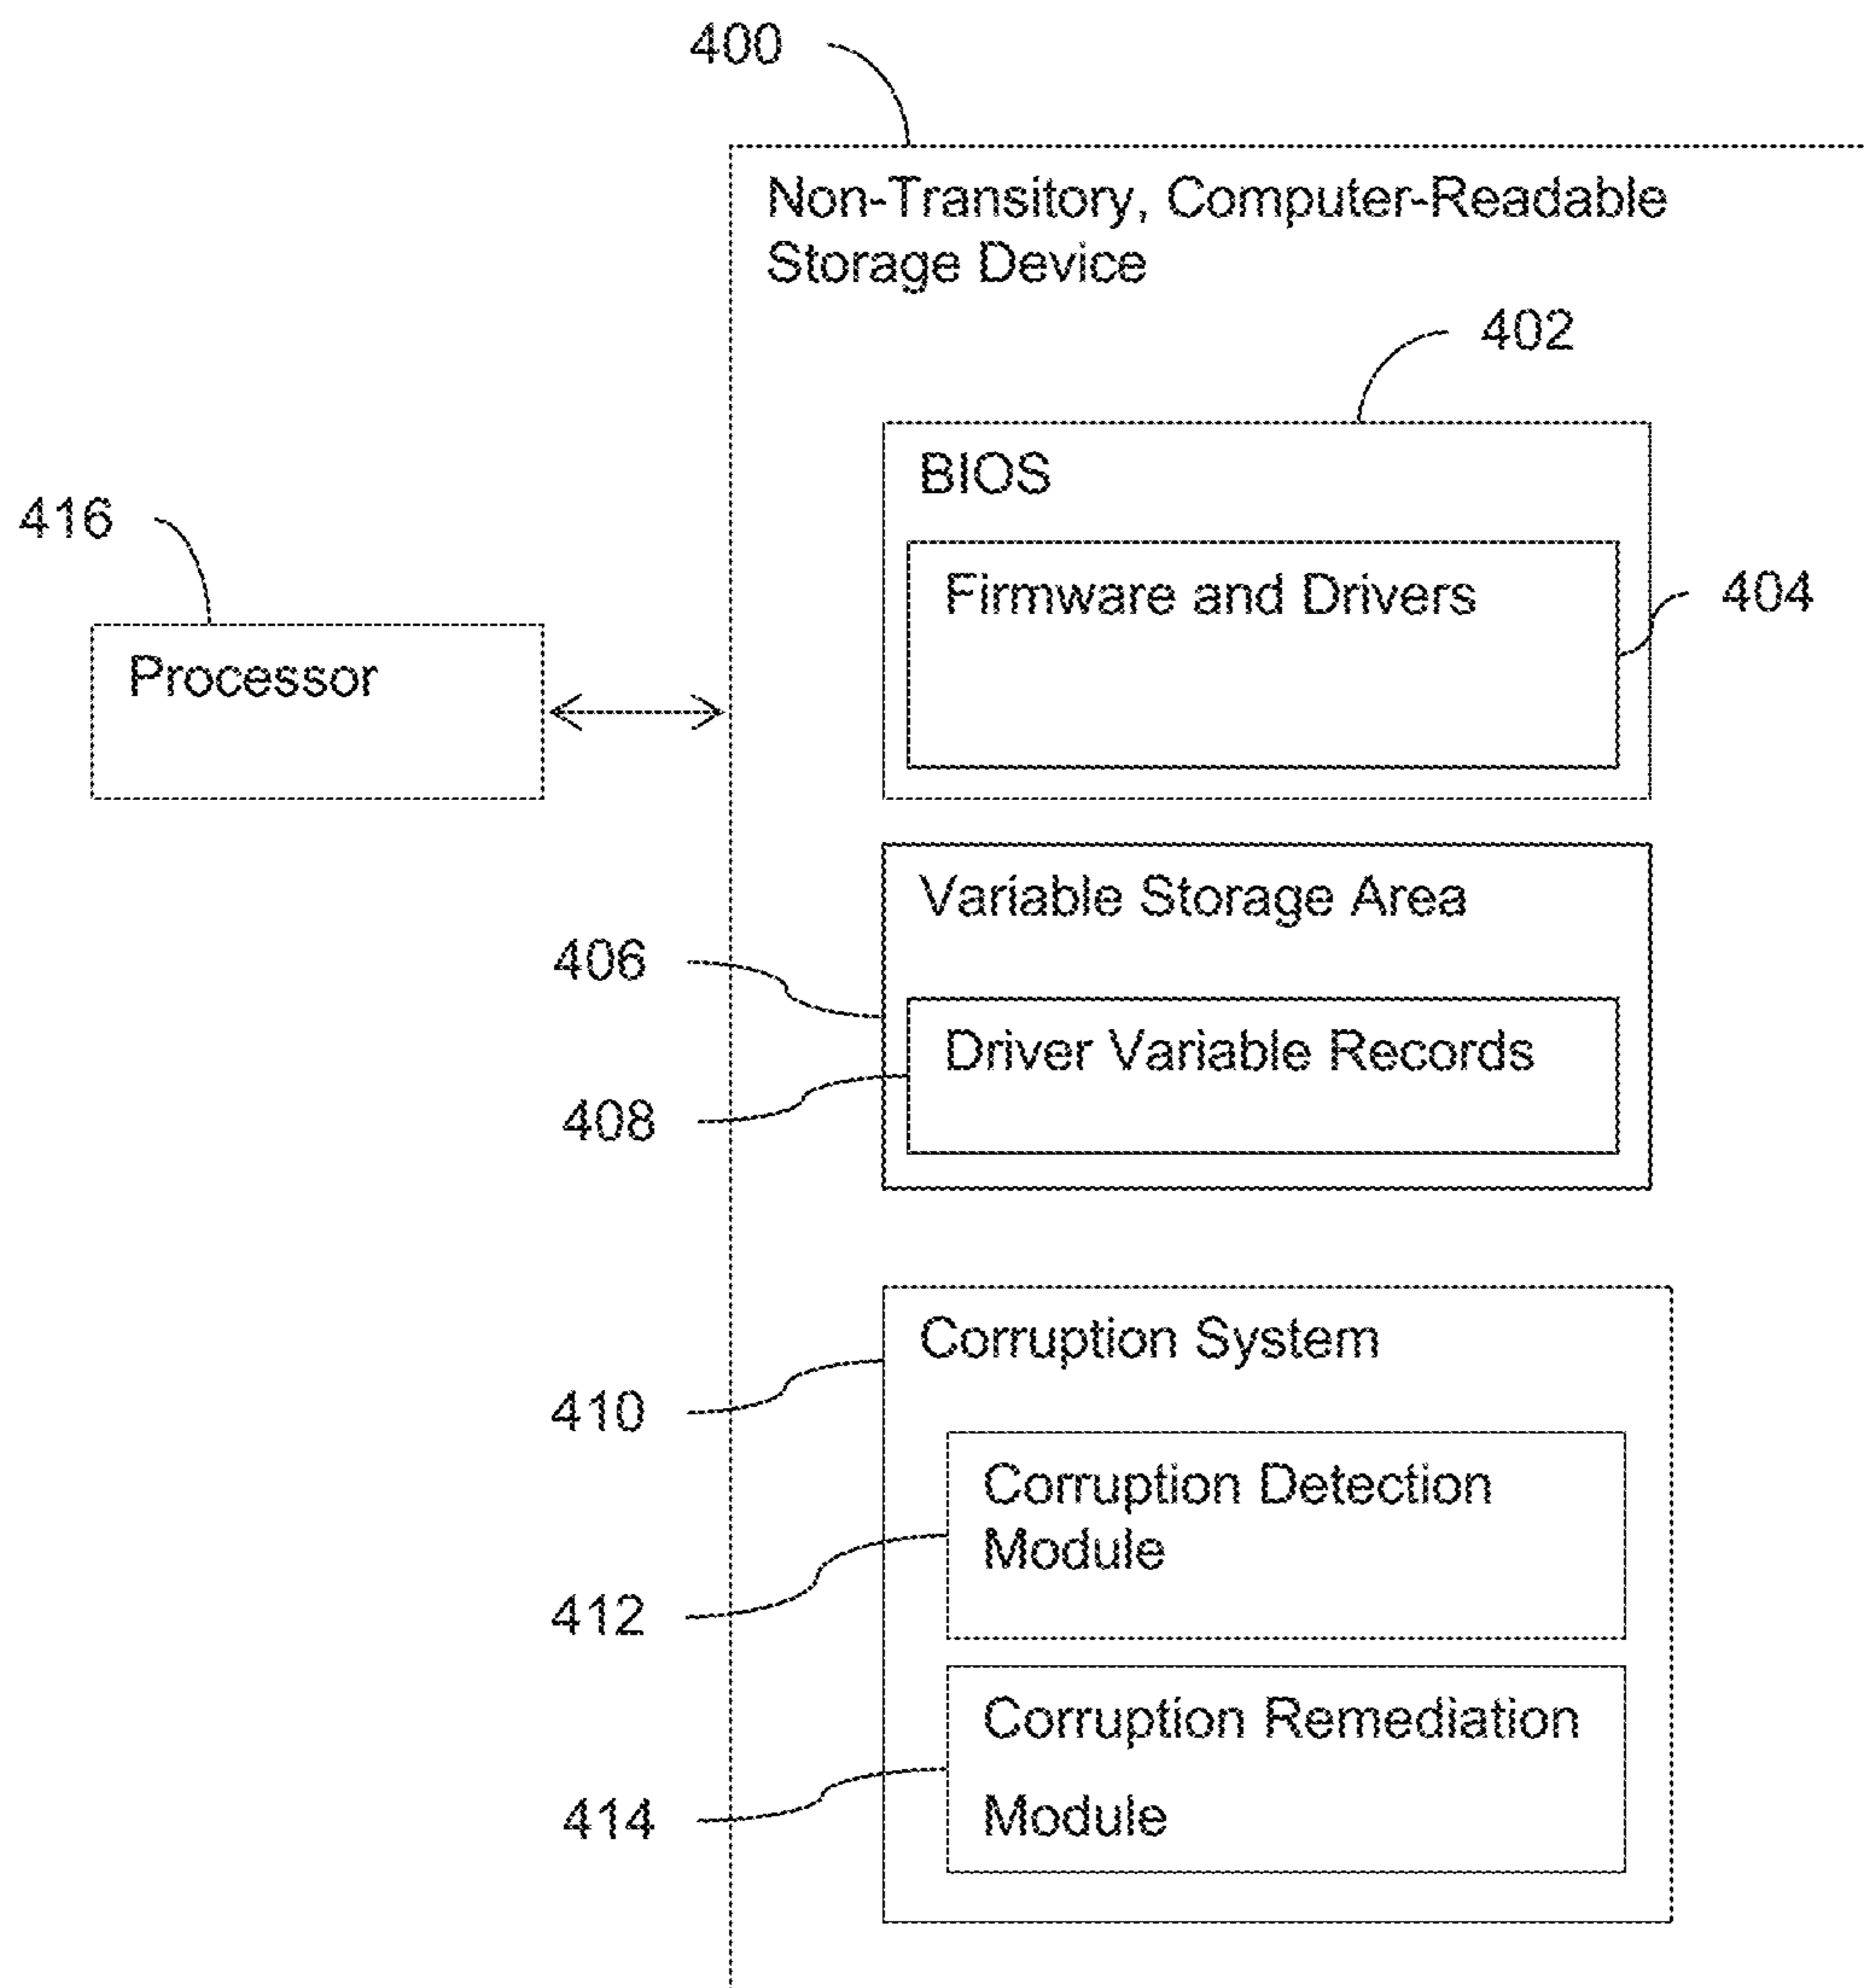 400
Non-Transitory, Computer-Readable
Storage Device
402
BIOS
416
Firmware and Drivers
404
Processor
Variable Storage Area
406
Driver Variable Records
408
Corruption System
410
Corruption Detection
Module
412
Corruption Remediation
Module
414